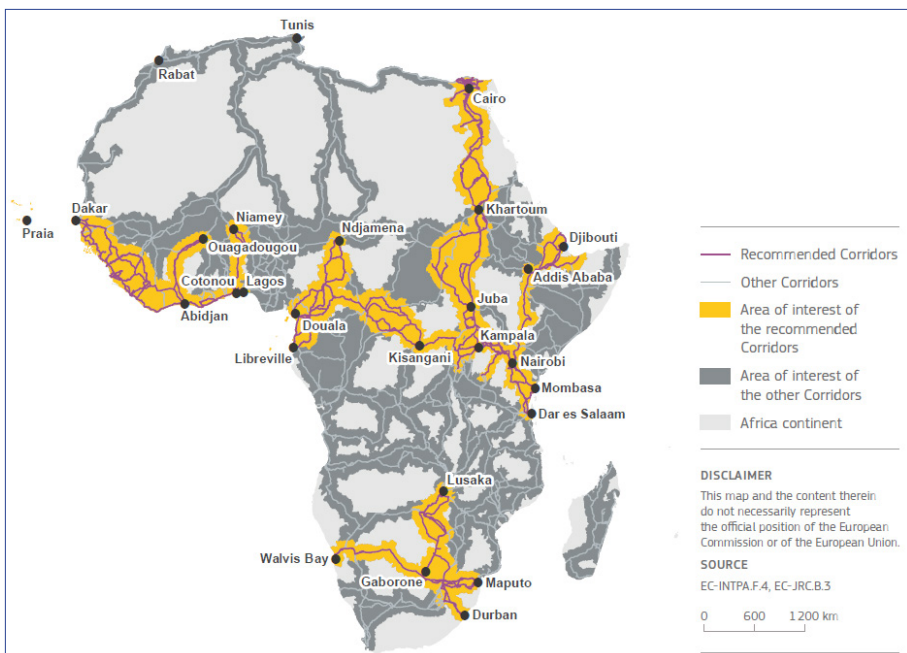 Tunis
Rabat
Cairo
Dakar
Praia
Niamey
Ouagadougou
Ndjamena
Khartoum
Djibouti
Cotonou
Lagos
Addis Ababa
Abidjan
Juba
Douala
Kampala
Libreville
Kisangani
Nairobi
Mombasa
Dar es Salaam
Lusaka
Walvis Bay
Gaborone
Maputo
Durban
Recommended Corridors
Other Corridors
Area of interest of
the recommended
Corridors
Area of interest of
the other Corridors
Africa continent
DISCLAIMER
This map and the content therein
do not necessarily represent
the official position of the European
Commission or of the European Union.
SOURCE
EC-INTPA.F.4, EC-JRC.B.3
0 600 1 200 km